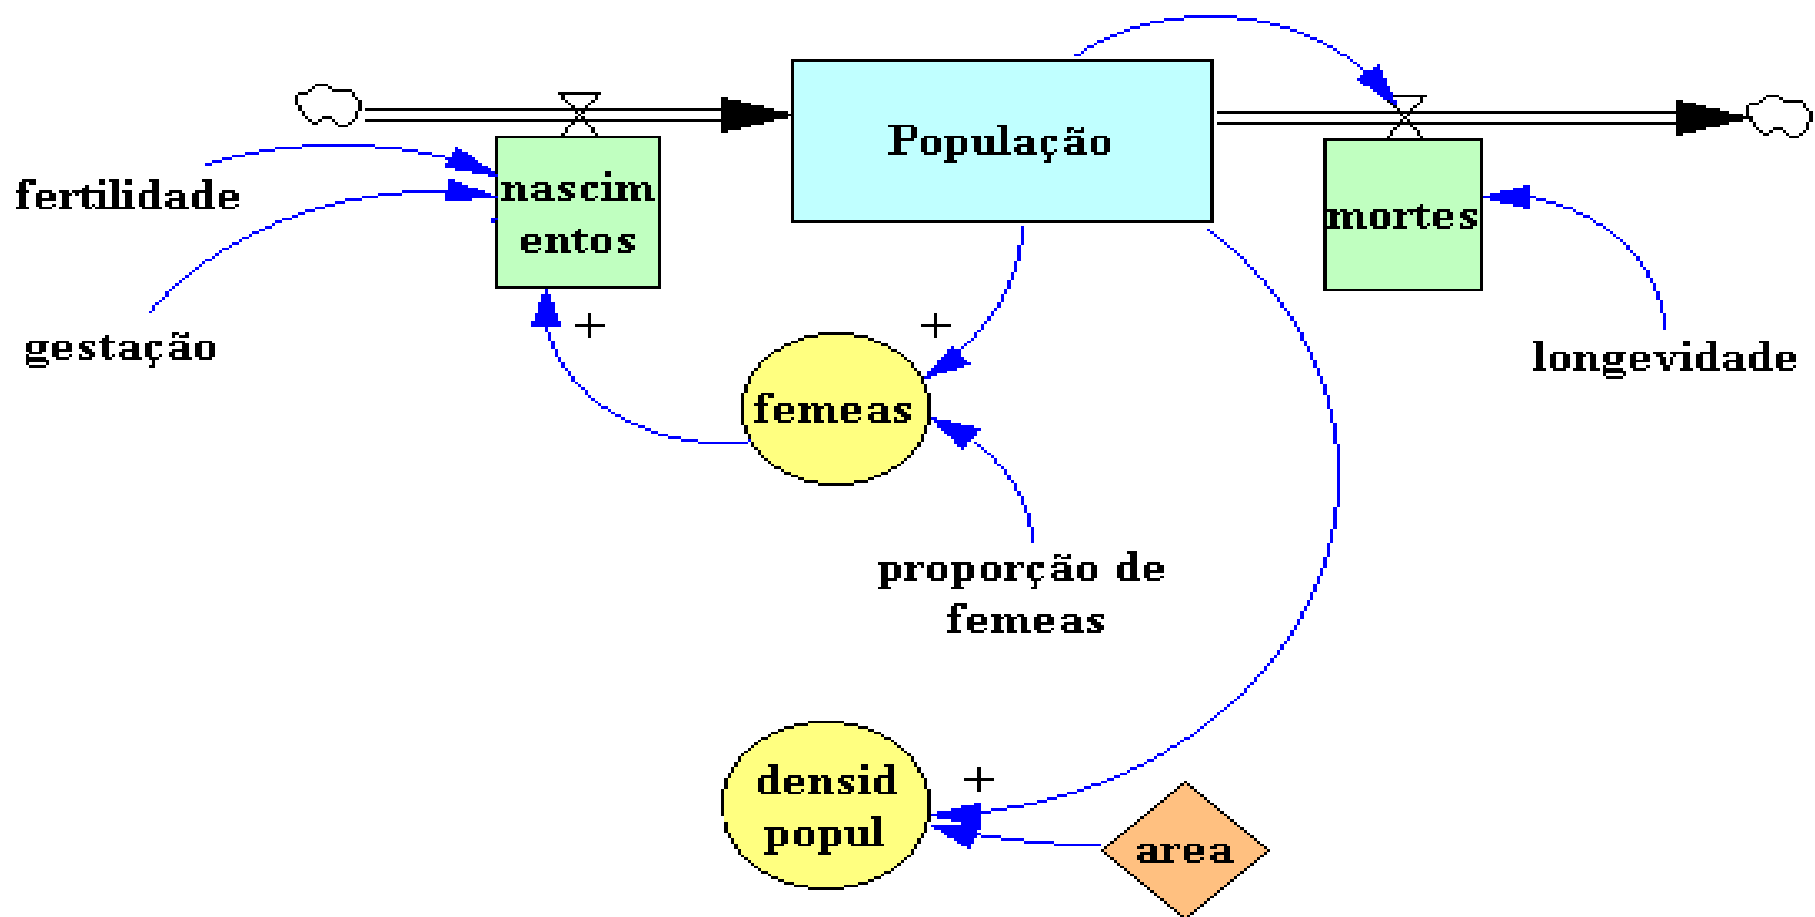 População
fertilidade
nascim
entos
mortes
gestação
+
+
longevidade
femeas
proporção de
femeas
densid
popul
+
area